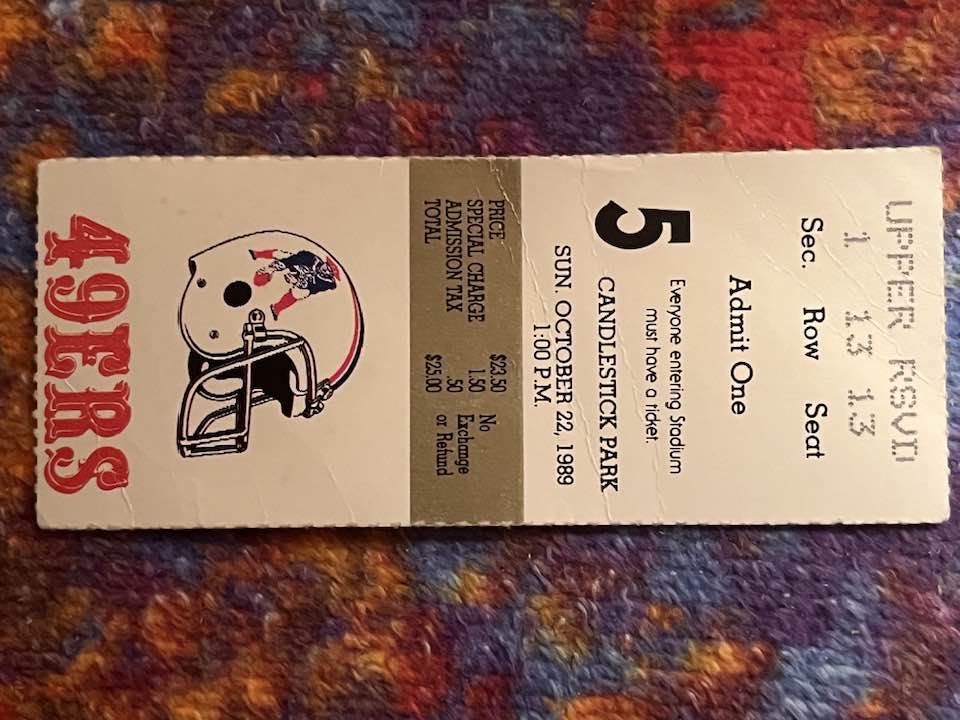 UPPER RSVD
1 13 13
Sec. Row Seat
Admit One
5
Everyone entering Stadium
must have a ticket.
CANDLESTICK PARK
SUN. OCTOBER 22, 1989
1:00 P.M.
PRICE $23.50
SPECIAL CHARGE 1.50
ADMISSION TAX .50
TOTAL $25.00
No
Exchange
or Refund
49ERS